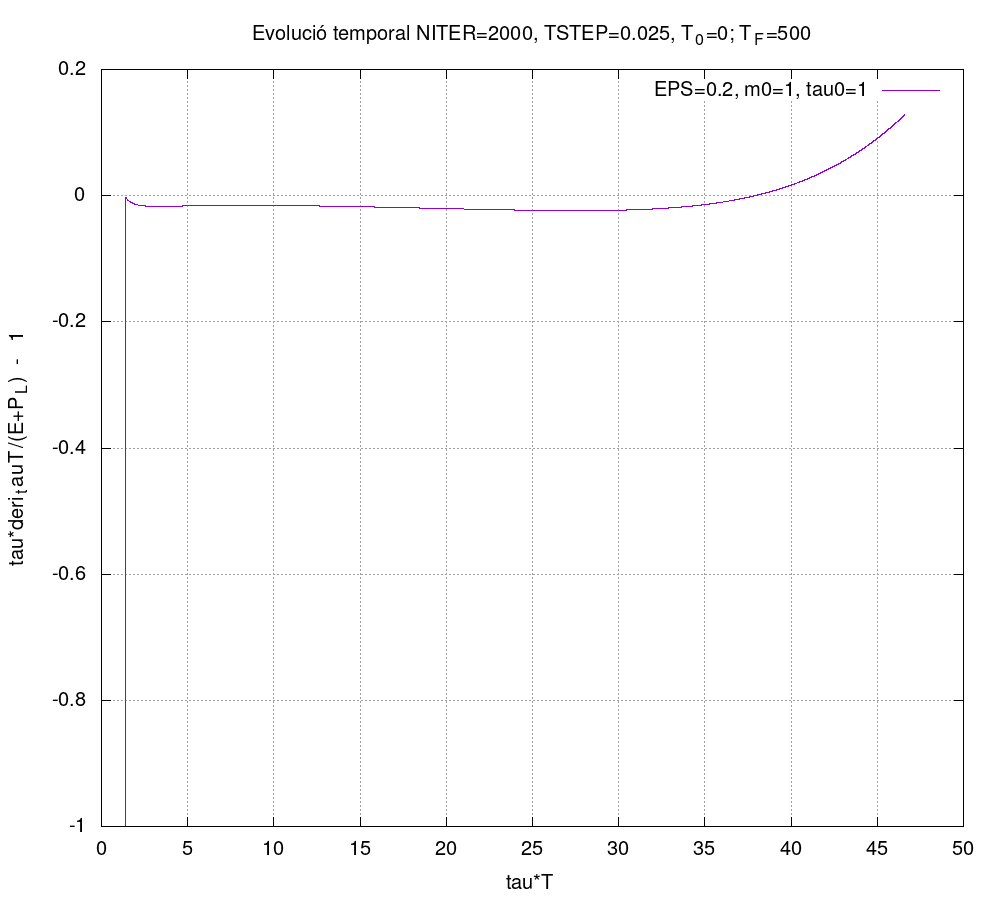 Evolució temporal NITER=2000, TSTEP=0.025, T0=0; TF=500
EPS=0.2, m0=1, tau0=1
0.2
0
-0.2
-0.4
-0.6
-0.8
-1
0 5 10 15 20 25 30 35 40 45 50
tau*T
tau*deritauT/(E+PL) - 1